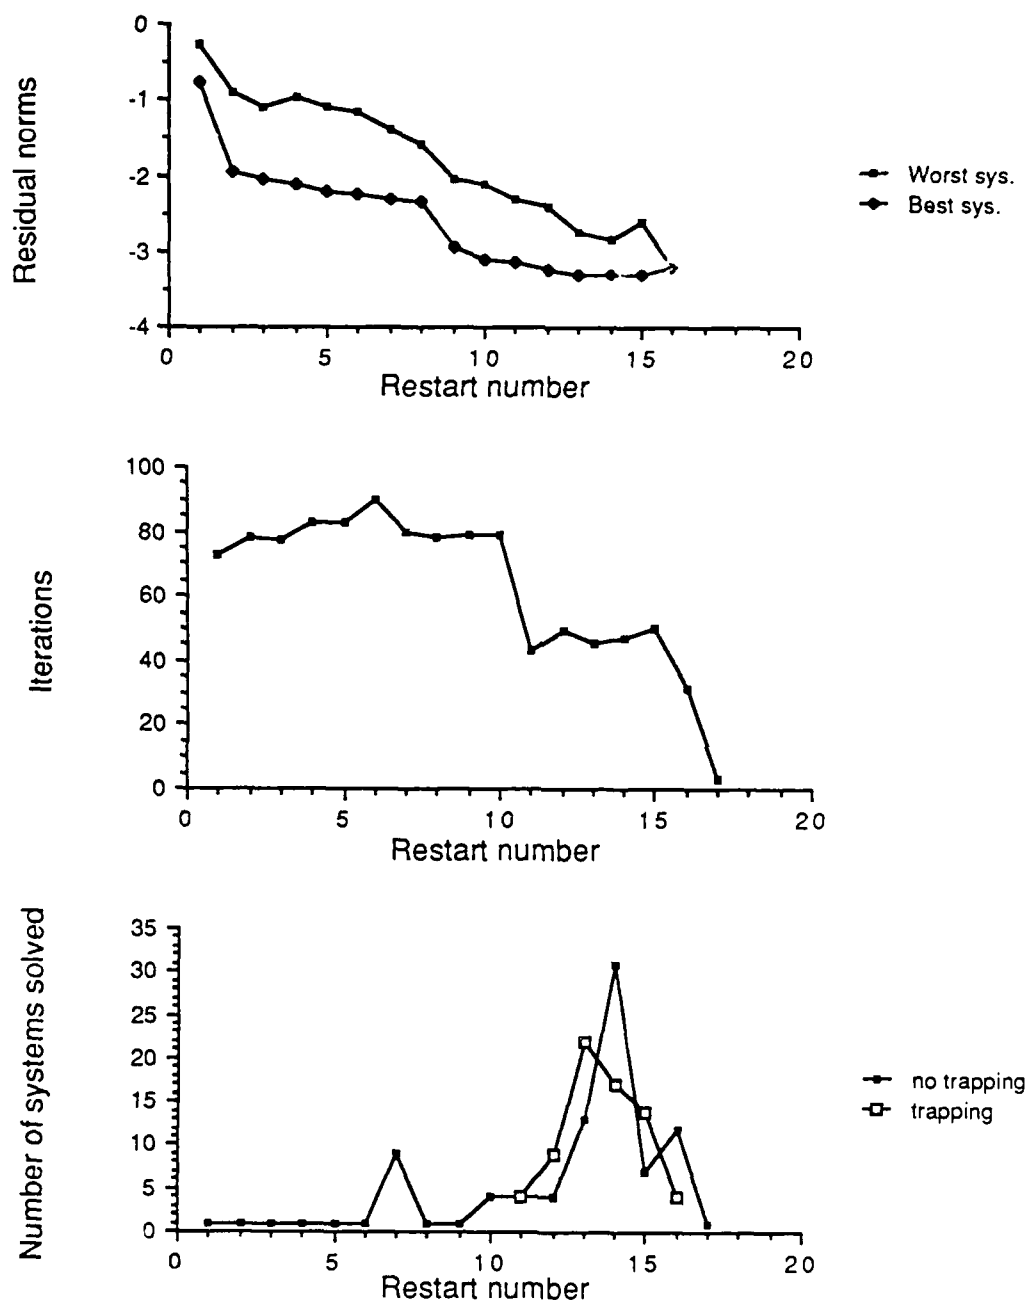 Residual norms
0
-1
-2
-3
-4
0 5 10 15 20
Restart number
Worst sys.
Best sys.
Iterations
100
80
60
40
20
0
0 5 10 15 20
Restart number
Number of systems solved
35
30
25
20
15
10
5
0
0 5 10 15 20
Restart number
no trapping
trapping